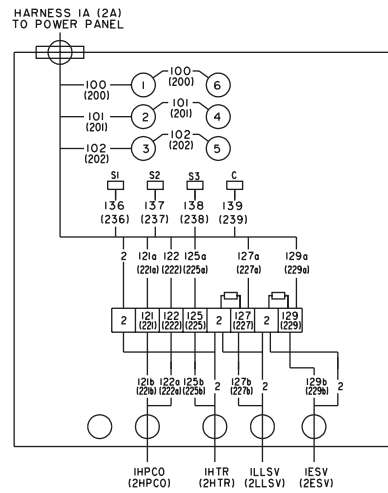 HARNESS 1A (2A)
TO POWER PANEL
100 (200) 1 100 (200) 6
101 (201) 2 101 (201) 4
102 (202) 3 102 (202) 5
S1 S2 S3 C
136 137 138 139
(236) (237) (238) (239)
2 121a 122 125a 127a 129a
(221a) (222) (225a) (227a) (229a)
2 121 122 125 2 127 2 129
(221) (222) (225) (227) (229)
121b 122a 125b 2 127b 2 129b 2
(221b) (222a) (225b) (227b) (229b)
1HPCO 1HTR 1LLSV 1ESV
(2HPCO) (2HTR) (2LLSV) (2ESV)